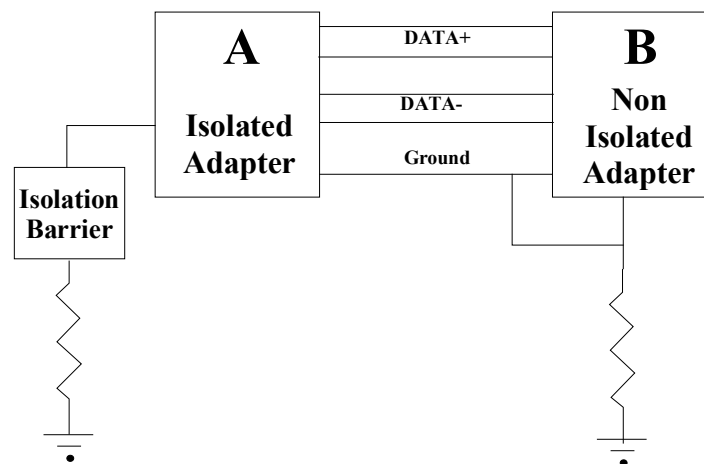 A
Isolated
Adapter
DATA+
DATA-
Ground
B
Non
Isolated
Adapter
Isolation
Barrier